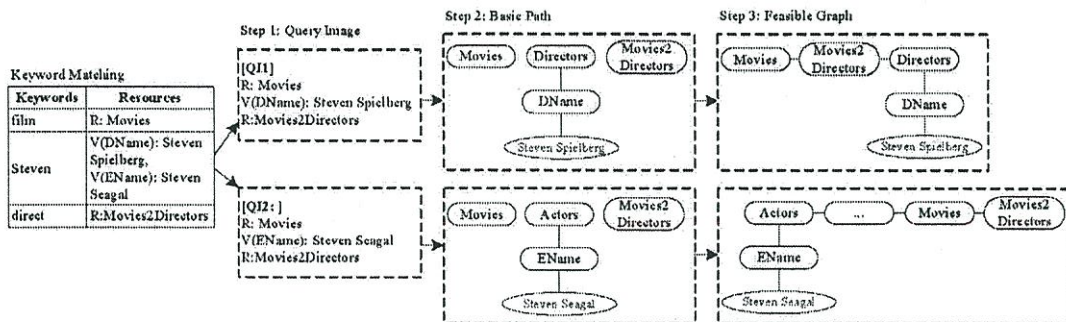 Step 1: Query Image
Step 2: Basic Path
Step 3: Feasible Graph
Keyword Matching
Keywords Resources
film R: Movies
Steven V(DName): Steven
Spielberg,
V(EName): Steven
Seagal
direct R:Movies2Directors
[QI1]
R: Movies
V(DName): Steven Spielberg
R:Movies2Directors
Movies Directors Movies2
Directors
DName
Steven Spielberg
Movies Movies2
Directors Directors
DName
Steven Spielberg
[QI2: ]
R: Movies
V(EName): Steven Seagal
R:Movies2Directors
Movies Actors Movies2
Directors
EName
Steven Seagal
Actors ... Movies Movies2
Directors
EName
Steven Seagal